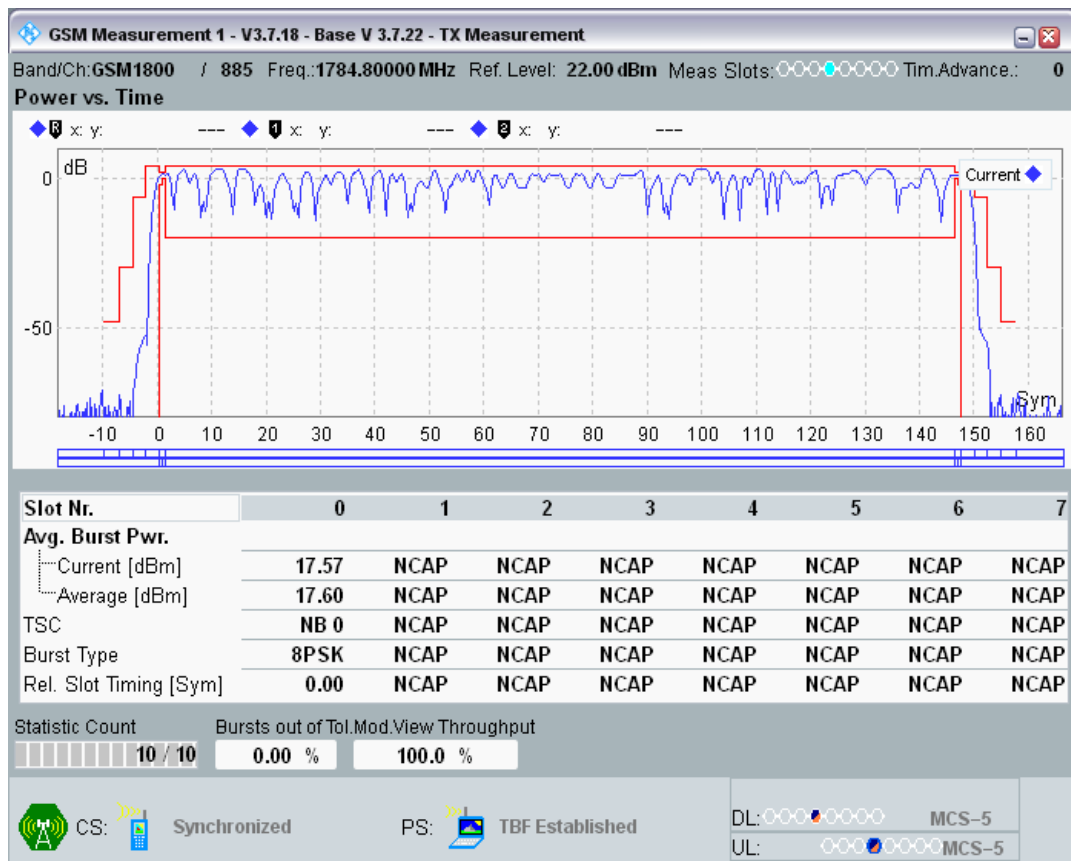 GSM Measurement 1 - V3.7.18 - Base V 3.7.22 - TX Measurement
Band/Ch:GSM1800 / 885 Freq.:1784.80000 MHz Ref. Level: 22.00 dBm Meas Slots: Tim.Advance.: 0
Power vs. Time
R x: y: --- 1 x: y: --- 2 x: y: ---
dB
Current
0
-50
Sym
-10 0 10 20 30 40 50 60 70 80 90 100 110 120 130 140 150 160
Slot Nr. 0 1 2 3 4 5 6 7
Avg. Burst Pwr.
Current [dBm] 17.57 NCAP NCAP NCAP NCAP NCAP NCAP NCAP
Average [dBm] 17.60 NCAP NCAP NCAP NCAP NCAP NCAP NCAP
TSC NB 0 NCAP NCAP NCAP NCAP NCAP NCAP NCAP
Burst Type 8PSK NCAP NCAP NCAP NCAP NCAP NCAP NCAP
Rel. Slot Timing [Sym] 0.00 NCAP NCAP NCAP NCAP NCAP NCAP NCAP
Statistic Count Bursts out of Tol.Mod.View Throughput
10 / 10 0.00 % 100.0 %
CS: Synchronized PS: TBF Established DL: MCS-5
UL: MCS-5